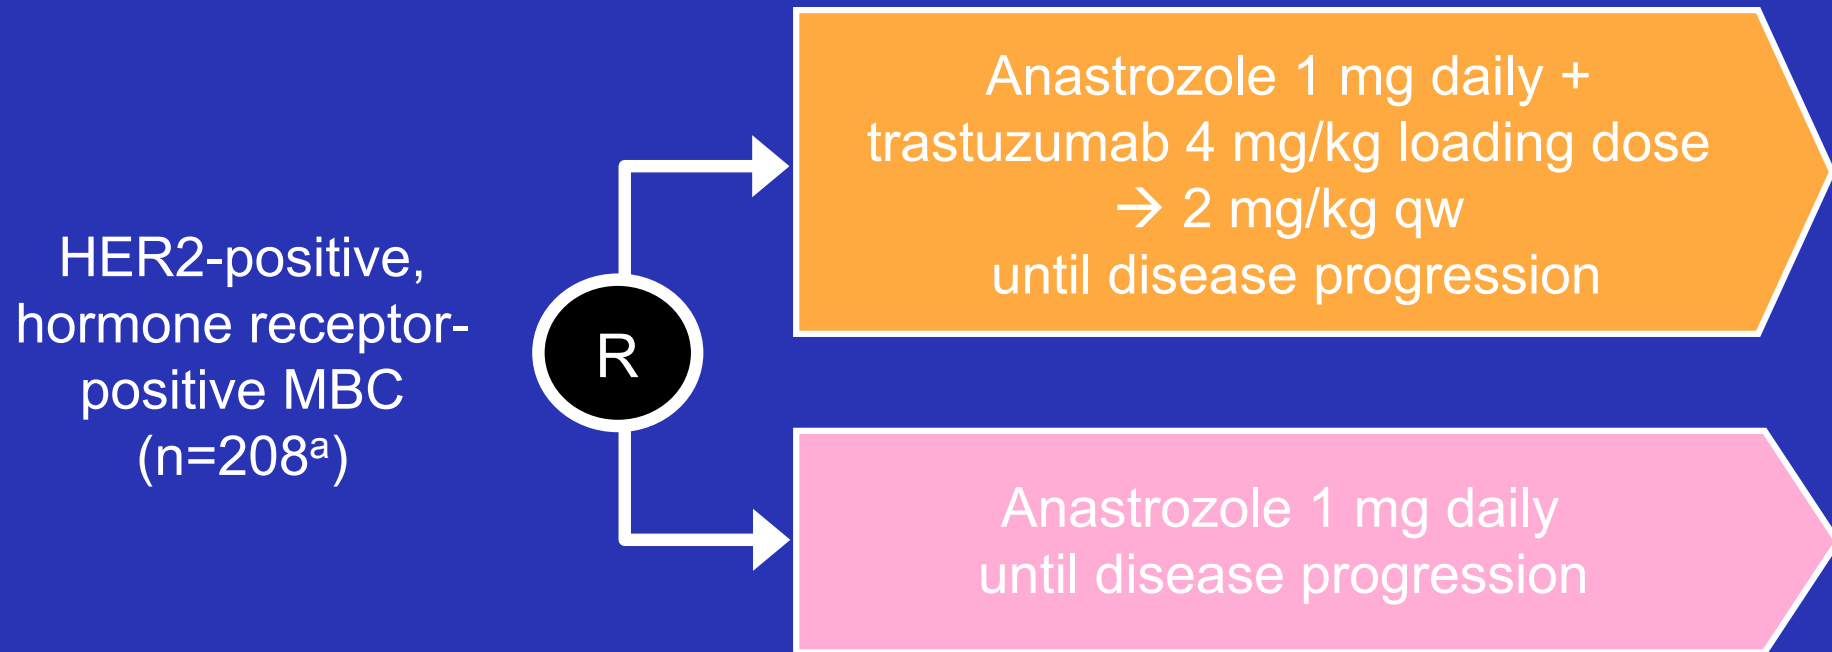 HER2-positive,
hormone receptor-
positive MBC
(n=208ᵃ)
R
Anastrozole 1 mg daily +
trastuzumab 4 mg/kg loading dose
→ 2 mg/kg qw
until disease progression
Anastrozole 1 mg daily
until disease progression